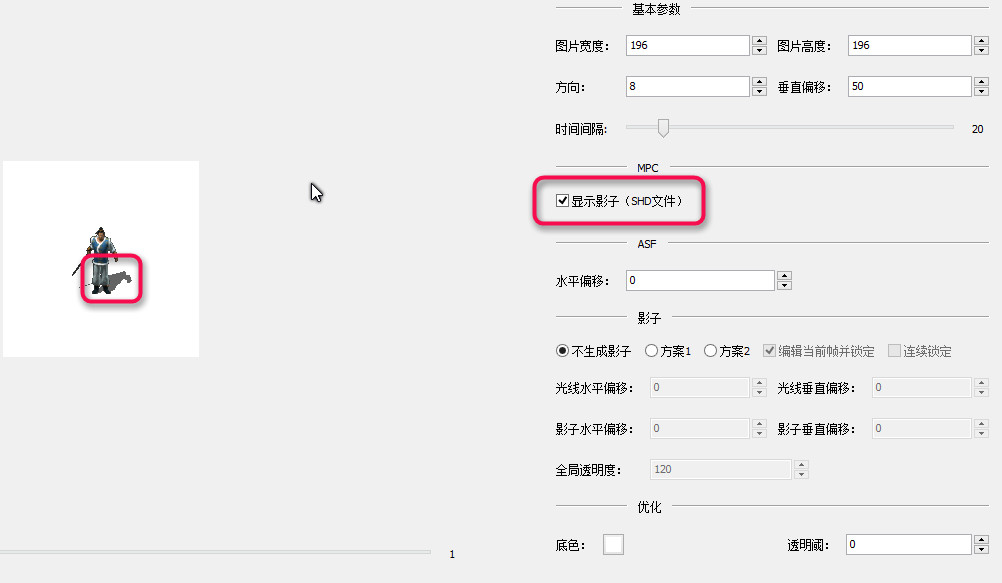 基本参数
图片宽度： 196 图片高度： 196
方向： 8 垂直偏移： 50
时间间隔: 20
MPC
显示影子（SHD文件）
ASF
水平偏移： 0
影子
不生成影子 方案1 方案2 编辑当前帧并锁定 连续锁定
光线水平偏移： 0 光线垂直偏移： 0
影子水平偏移： 0 影子垂直偏移： 0
全局透明度： 120
优化
底色： 透明阈： 0
1